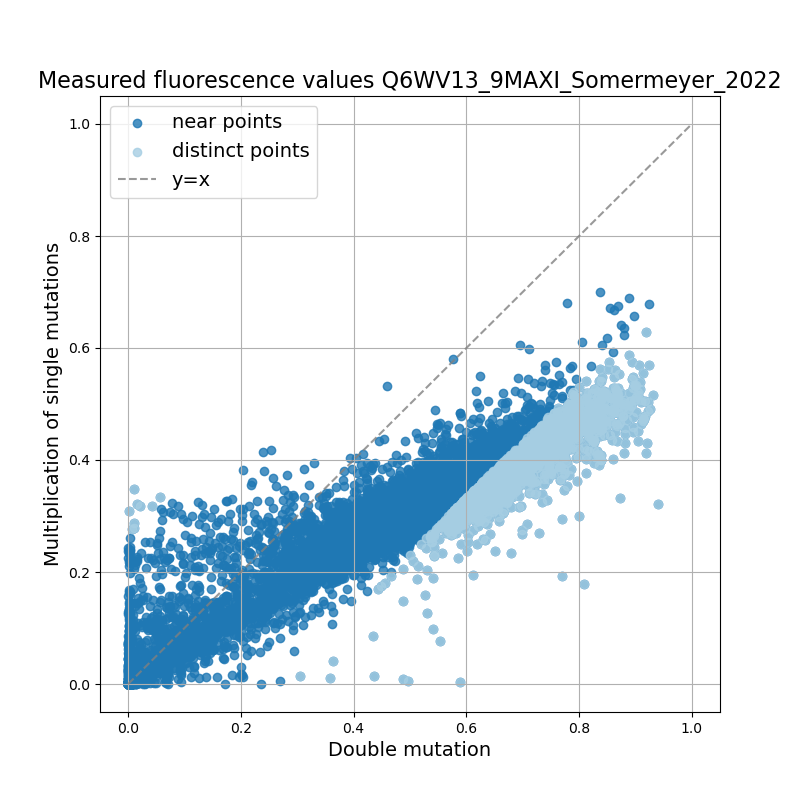 Measured fluorescence values Q6WV13_9MAXI_Somermeyer_2022
near points
distinct points
y=x
1.0
0.8
0.6
0.4
0.2
0.0
Multiplication of single mutations
0.0 0.2 0.4 0.6 0.8 1.0
Double mutation